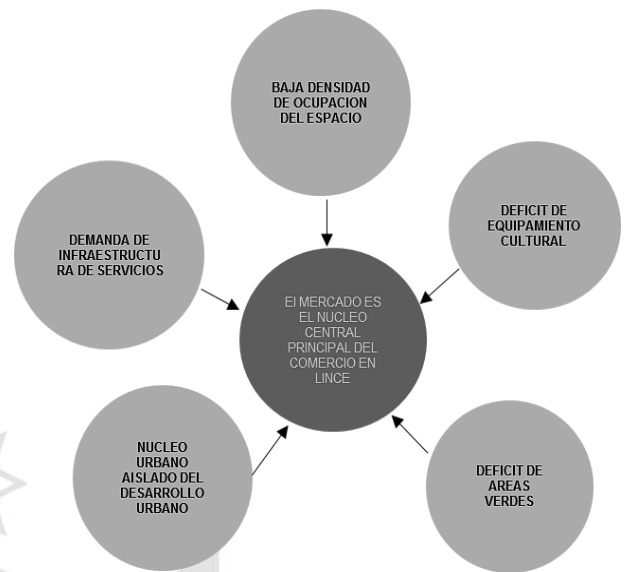 BAJA DENSIDAD
DE OCUPACION
DEL ESPACIO
DEFICIT DE
EQUIPAMIENTO
CULTURAL
DEMANDA DE
INFRAESTRUCTU
RA DE SERVICIOS
El MERCADO ES
EL NUCLEO
CENTRAL
PRINCIPAL DEL
COMERCIO EN
LINCE
NUCLEO
URBANO
AISLADO DEL
DESARROLLO
URBANO
DEFICIT DE
AREAS
VERDES